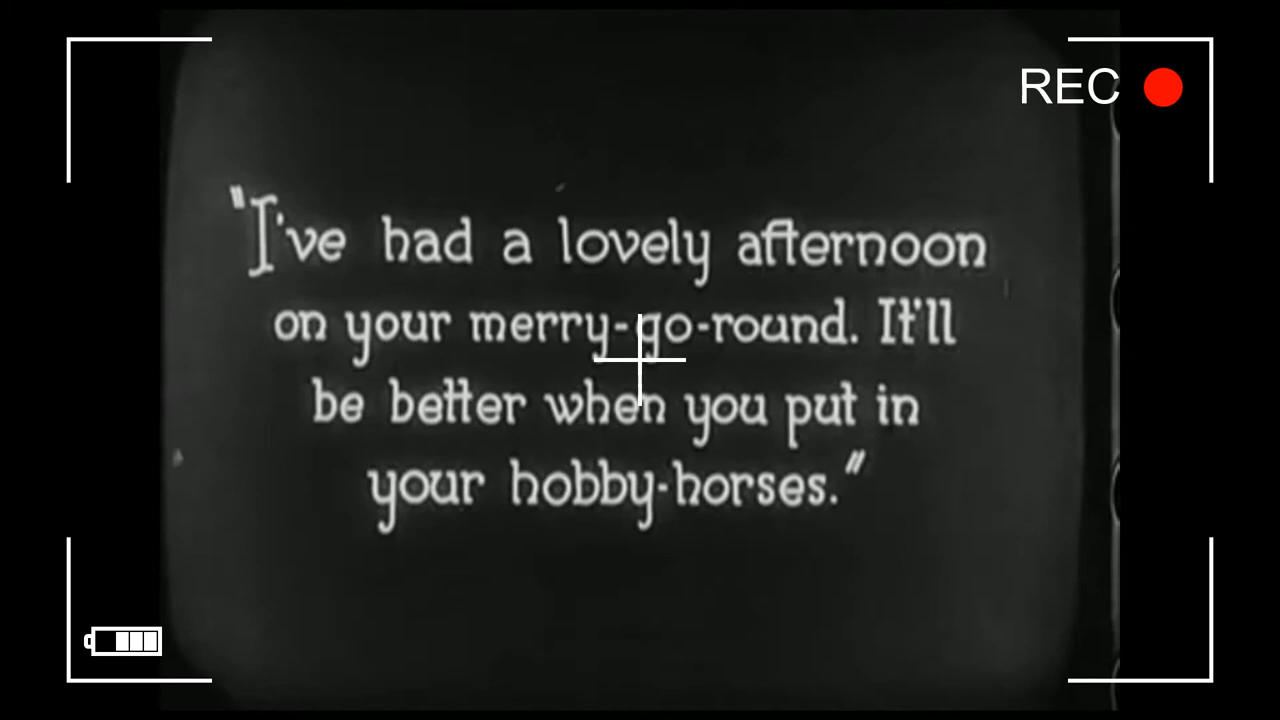 REC
"I've had a lovely afternoon
on your merry-go-round. It'll
be better when you put in
your hobby-horses."